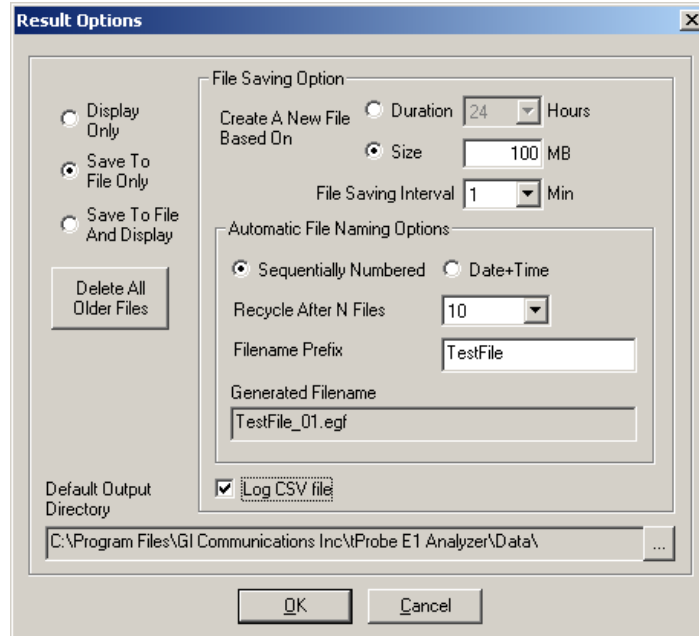 Result Options
File Saving Option
Display
Only
Save To
File Only
Save To File
And Display
Delete All
Older Files
Create A New File
Based On
Duration 24 Hours
Size 100 MB
File Saving Interval 1 Min
Automatic File Naming Options
Sequentially Numbered Date+Time
Recycle After N Files 10
Filename Prefix TestFile
Generated Filename
TestFile_01.egf
Log CSV file
Default Output
Directory
C:\Program Files\Gl Communications Inc\tProbe E1 Analyzer\Data\ ...
OK Cancel